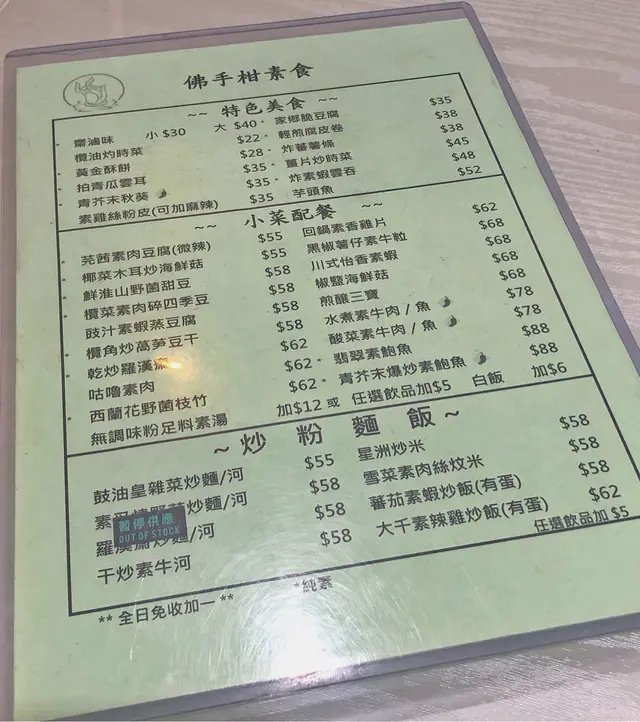 佛手柑素食
~~ 特色美食 ~~
齋滷味 小 $30 大 $40 · 家鄉脆豆腐 $35
欖油灼時菜 $22 · 輕煎腐皮卷 $38
黃金酥餅 $28 · 炸蕃薯條 $38
拍青瓜雲耳 $35 · 薑片炒時菜 $45
青芥末秋葵 $35 · 炸素蝦雲吞 $48
素雞絲粉皮(可加麻辣) $35 芋頭魚 $52
~~ 小菜配餐 ~~
芫茜素肉豆腐(微辣) $55 回鍋素香雞片 $62
椰菜木耳炒海鮮菇 $55 黑椒薯仔素牛粒 $68
鮮淮山野菌甜豆 $58 川式怡香素蝦 $68
欖菜素肉碎四季豆 $58 椒鹽海鮮菇 $68
豉汁素蝦蒸豆腐 $58 煎釀三寶 $68
欖角炒萵笋豆干 $58 水煮素牛肉 / 魚 $78
乾炒羅漢 $62 酸菜素牛肉 / 魚 $78
咕嚕素肉 $62 * 翡翠素鮑魚 $88
西蘭花野菌枝竹 $62 * 青芥末爆炒素鮑魚 $88
無調味粉足料素湯 加$12 或 任選飲品加$5 白飯 加$6
~ 炒 粉 麵 飯 ~
鼓油皇雜菜炒麵/河 $55 星洲炒米 $58
炒麵/河 $58 雪菜素肉絲炆米 $58
炒麵/河 $58 蕃茄素蝦炒飯(有蛋) $58
暫停供應
OUT OF STOCK
干炒素牛河 $58 大千素辣雞炒飯(有蛋) $62
任選飲品加 $5
** 全日免收加一 ** *純素